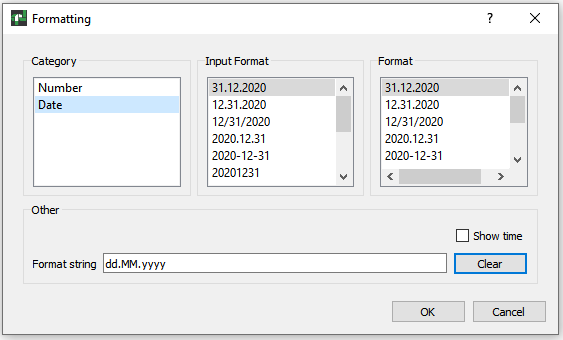 Formatting
?
Category
Number
Date
Input Format
31.12.2020
12.31.2020
12/31/2020
2020.12.31
2020-12-31
20201231
Format
31.12.2020
12.31.2020
12/31/2020
2020.12.31
2020-12-31
Other
Show time
Format string dd.MM.yyyy Clear
OK Cancel